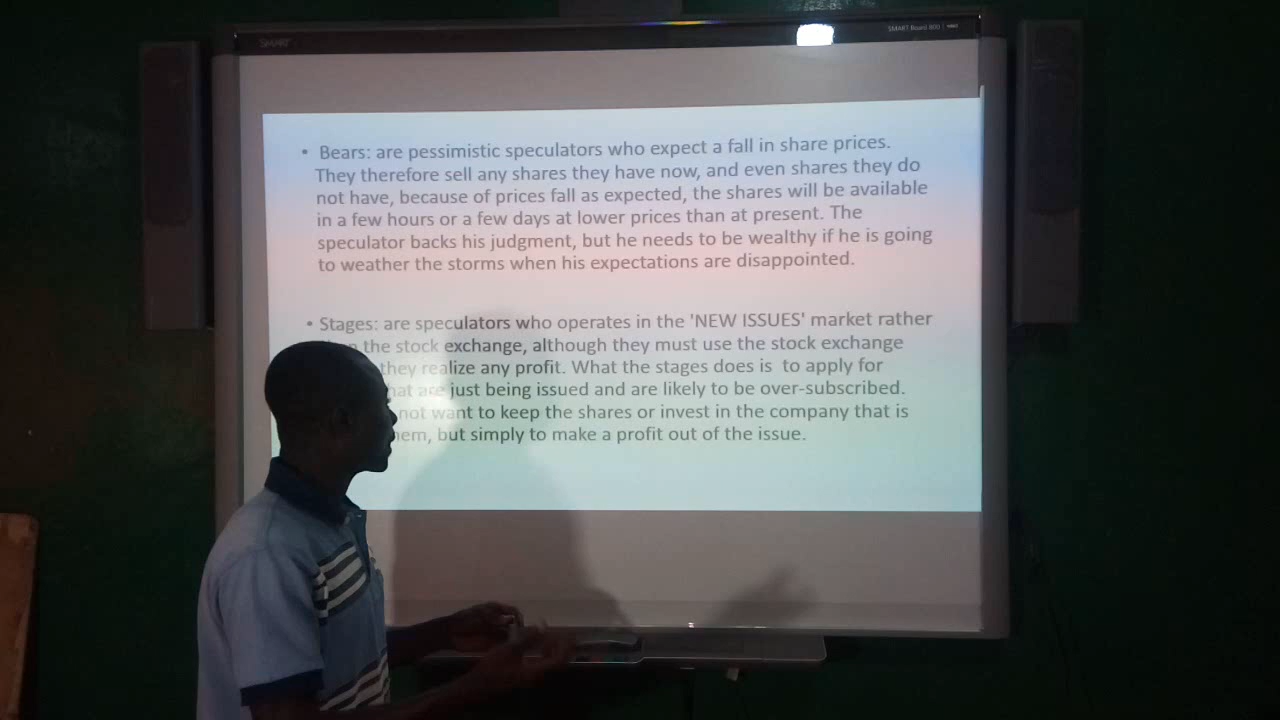 SMART
SMART Board 800
• Bears: are pessimistic speculators who expect a fall in share prices.
They therefore sell any shares they have now, and even shares they do
not have, because of prices fall as expected, the shares will be available
in a few hours or a few days at lower prices than at present. The
speculator backs his judgment, but he needs to be wealthy if he is going
to weather the storms when his expectations are disappointed.
• Stages: are speculators who operates in the 'NEW ISSUES' market rather
the stock exchange, although they must use the stock exchange
they realize any profit. What the stages does is to apply for
are just being issued and are likely to be over-subscribed.
not want to keep the shares or invest in the company that is
but simply to make a profit out of the issue.